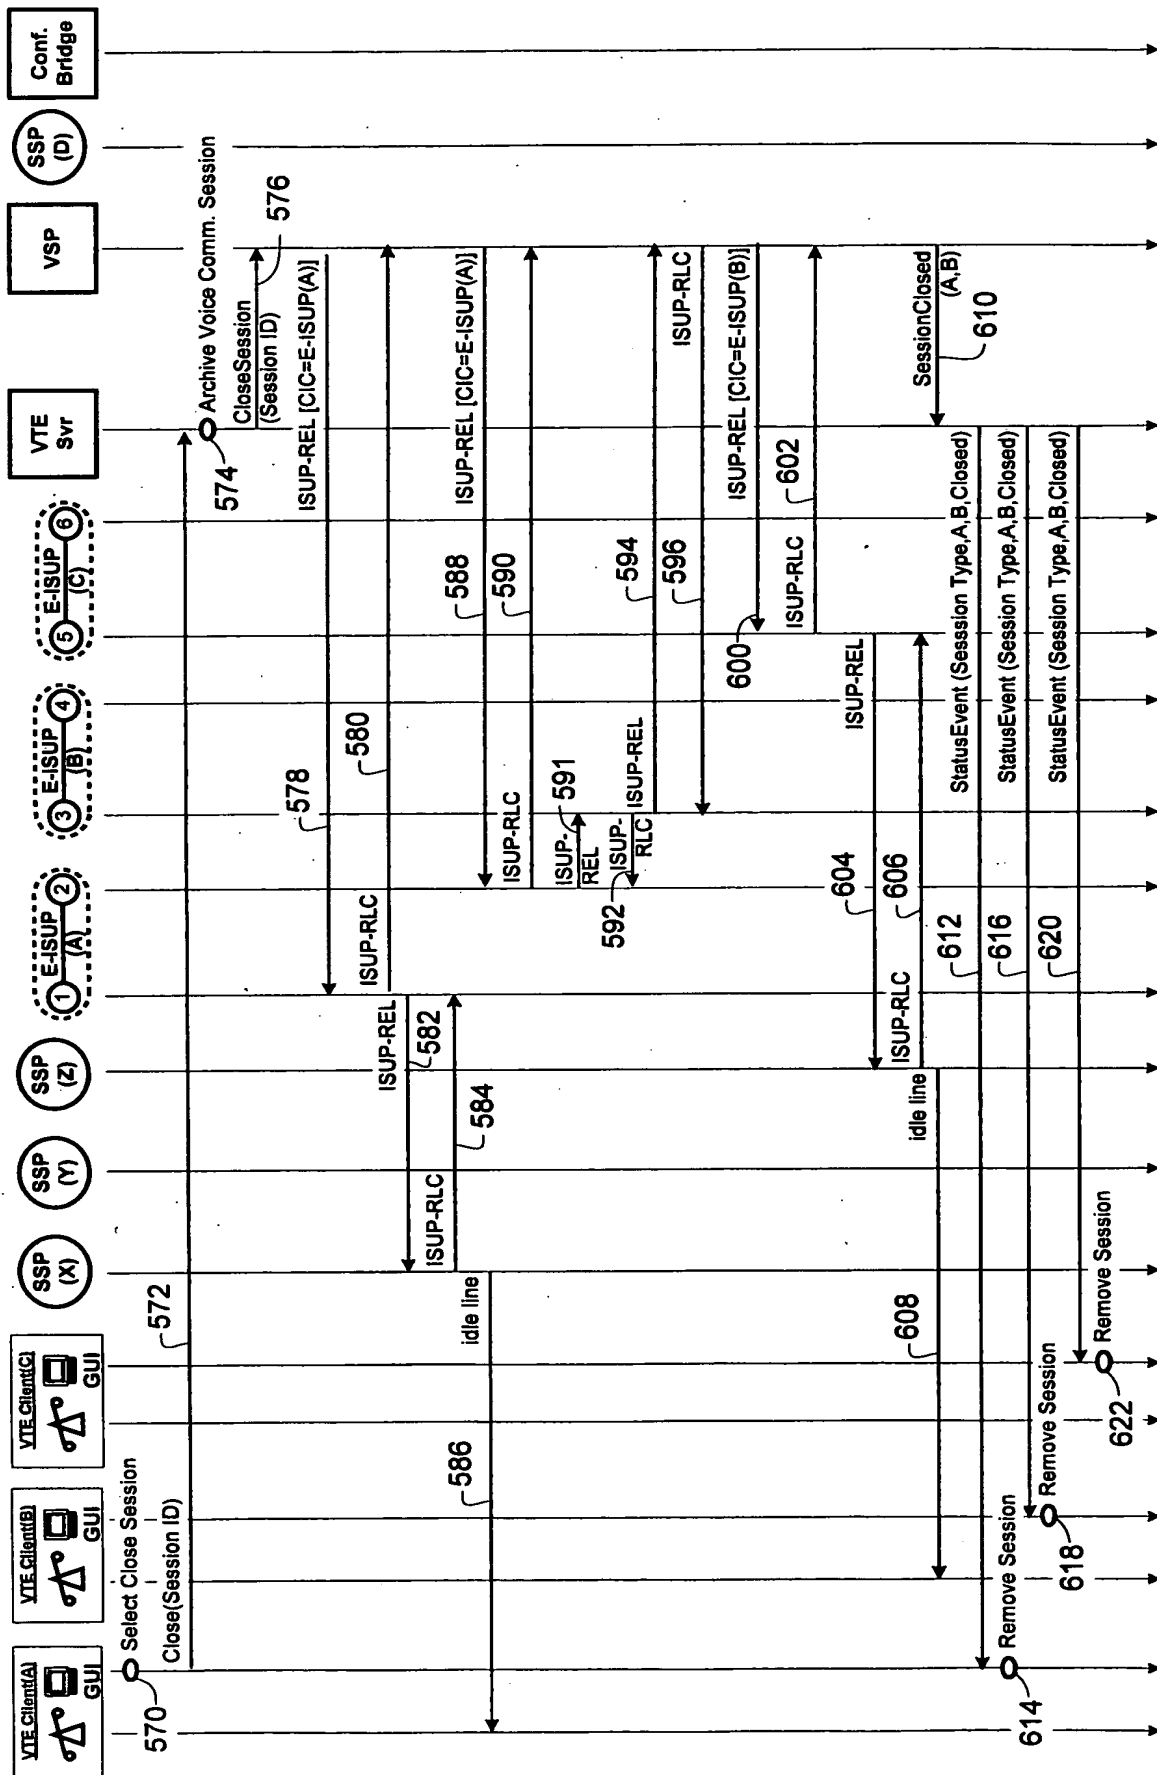 VTE Client(A)
GUI
VTE Client(B)
GUI
VTE Client(C)
GUI
SSP
(X)
SSP
(Y)
SSP
(Z)
1
E-ISUP
(A)
2
3
E-ISUP
(B)
4
5
E-ISUP
(C)
6
VTE
Svr
VSP
SSP
(D)
Conf.
Bridge
570
Select Close Session
Close(Session ID)
572
574
Archive Voice Comm. Session
CloseSession
(Session ID)
576
578
ISUP-REL [CIC=E-ISUP(A)]
ISUP-RLC
580
ISUP-REL
582
ISUP-RLC
584
idle line
586
588
ISUP-REL [CIC=E-ISUP(A)]
ISUP-RLC
590
ISUP-
REL
591
592
ISUP-
RLC
ISUP-REL
594
596
ISUP-RLC
600
ISUP-REL [CIC=E-ISUP(B)]
ISUP-RLC
602
604
ISUP-REL
ISUP-RLC
606
idle line
608
SessionClosed
(A,B)
610
612
StatusEvent (Sesssion Type,A,B,Closed)
614
Remove Session
616
StatusEvent (Session Type,A,B,Closed)
618
Remove Session
620
StatusEvent (Session Type,A,B,Closed)
622
Remove Session